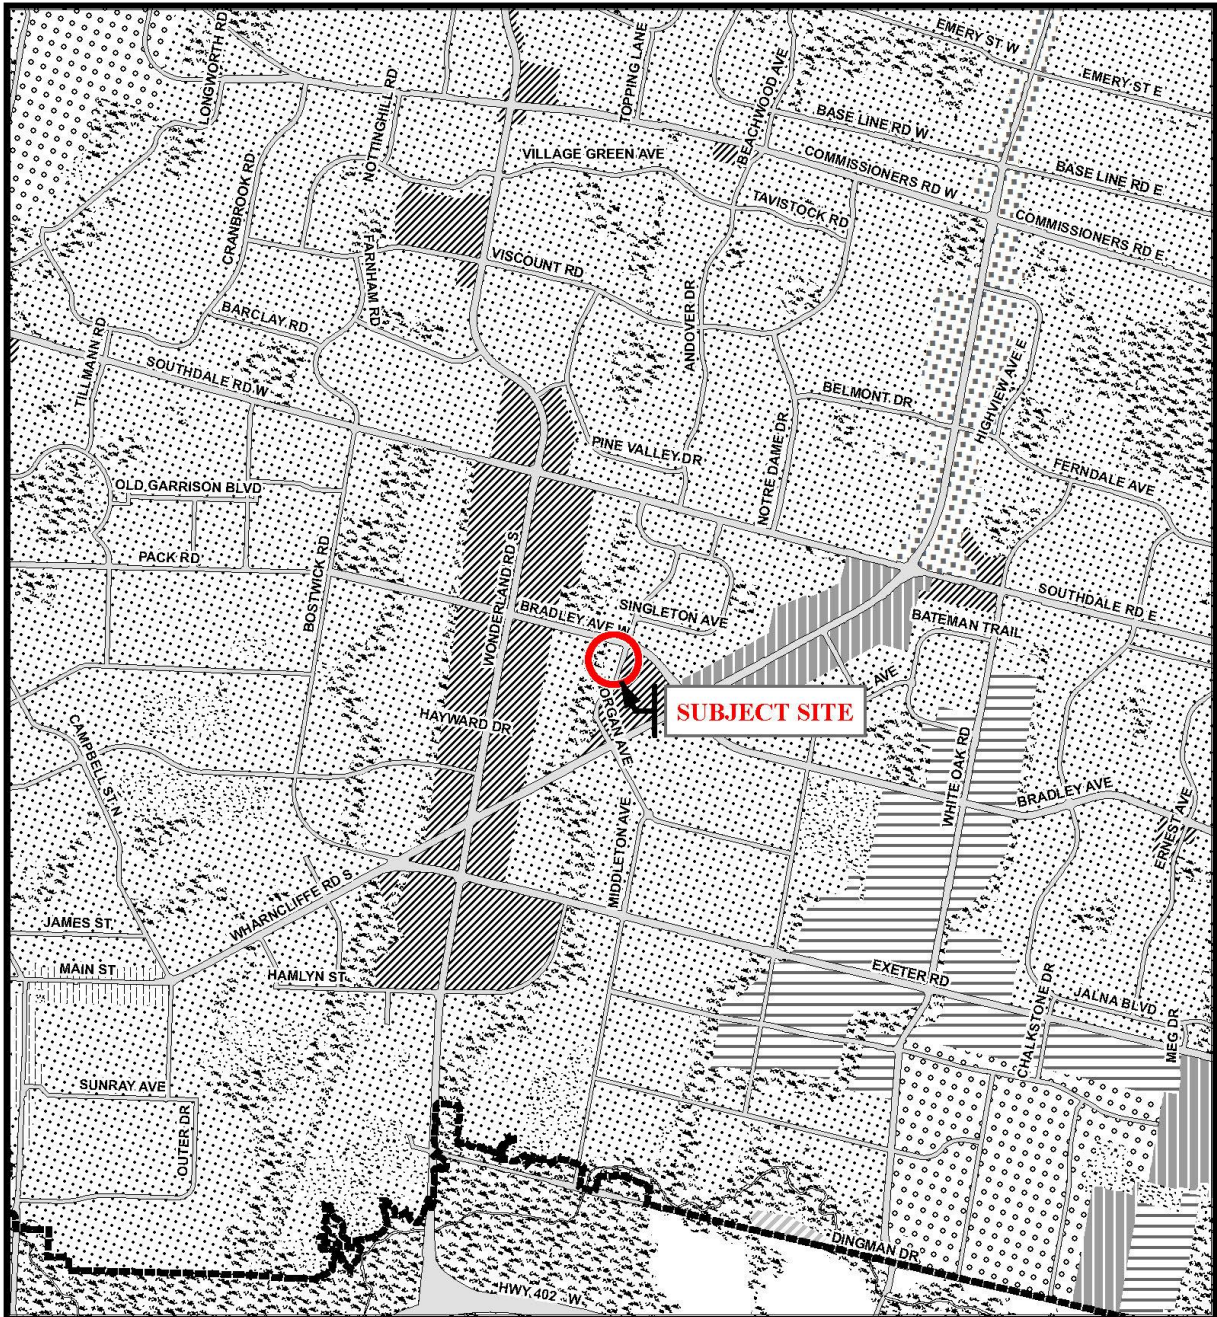 EMERY ST W
EMERY ST E
LONGWORTH RD
TOPPING LANE
BEACHWOOD AVE
NOTTINGHILL RD
BASE LINE RD W
BASE LINE RD E
VILLAGE GREEN AVE
COMMISSIONERS RD W
COMMISSIONERS RD E
CRANBROOK RD
TAVISTOCK RD
FARNHAM RD
VISCOUNT RD
BARCLAY RD
ANDOVER DR
TILLMANN RD
SOUTHDALE RD W
BELMONT DR
HIGHVIEW AVE E
PINE VALLEY DR
NOTRE DAME DR
FERNDALE AVE
OLD GARRISON BLVD
PACK RD
BOSTWICK RD
WONDERLAND RD S
BRADLEY AVE W
SINGLETON AVE
SOUTHDALE RD E
BATEMAN TRAIL
AVE
ORGAN AVE
SUBJECT SITE
HAYWARD DR
CAMPBELL ST N
WHITE OAK RD
BRADLEY AVE
ERNEST AVE
MIDDLETON AVE
WHARNCLIFFE RD S
JAMES ST
MAIN ST
HAMLYN ST
EXETER RD
CHALKSTONE DR
JALNA BLVD
MEG DR
SUNRAY AVE
OUTER DR
DINGMAN DR
HWY 402 W